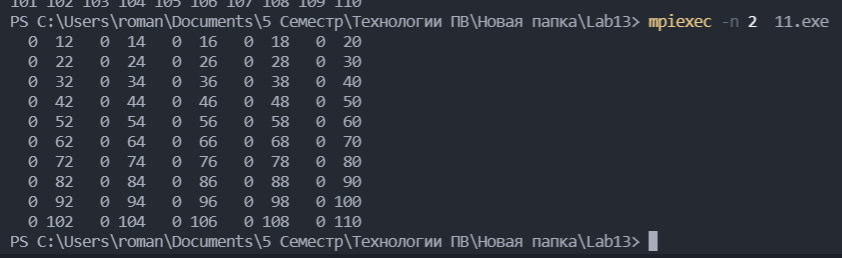 101 102 103 104 105 106 107 108 109 110
PS C:\Users\roman\Documents\5 Семестр\Технологии ПВ\Новая папка\Lab13> mpiexec -n 2  11.exe
  0  12   0  14   0  16   0  18   0  20
  0  22   0  24   0  26   0  28   0  30
  0  32   0  34   0  36   0  38   0  40
  0  42   0  44   0  46   0  48   0  50
  0  52   0  54   0  56   0  58   0  60
  0  62   0  64   0  66   0  68   0  70
  0  72   0  74   0  76   0  78   0  80
  0  82   0  84   0  86   0  88   0  90
  0  92   0  94   0  96   0  98   0 100
  0 102   0 104   0 106   0 108   0 110
PS C:\Users\roman\Documents\5 Семестр\Технологии ПВ\Новая папка\Lab13>